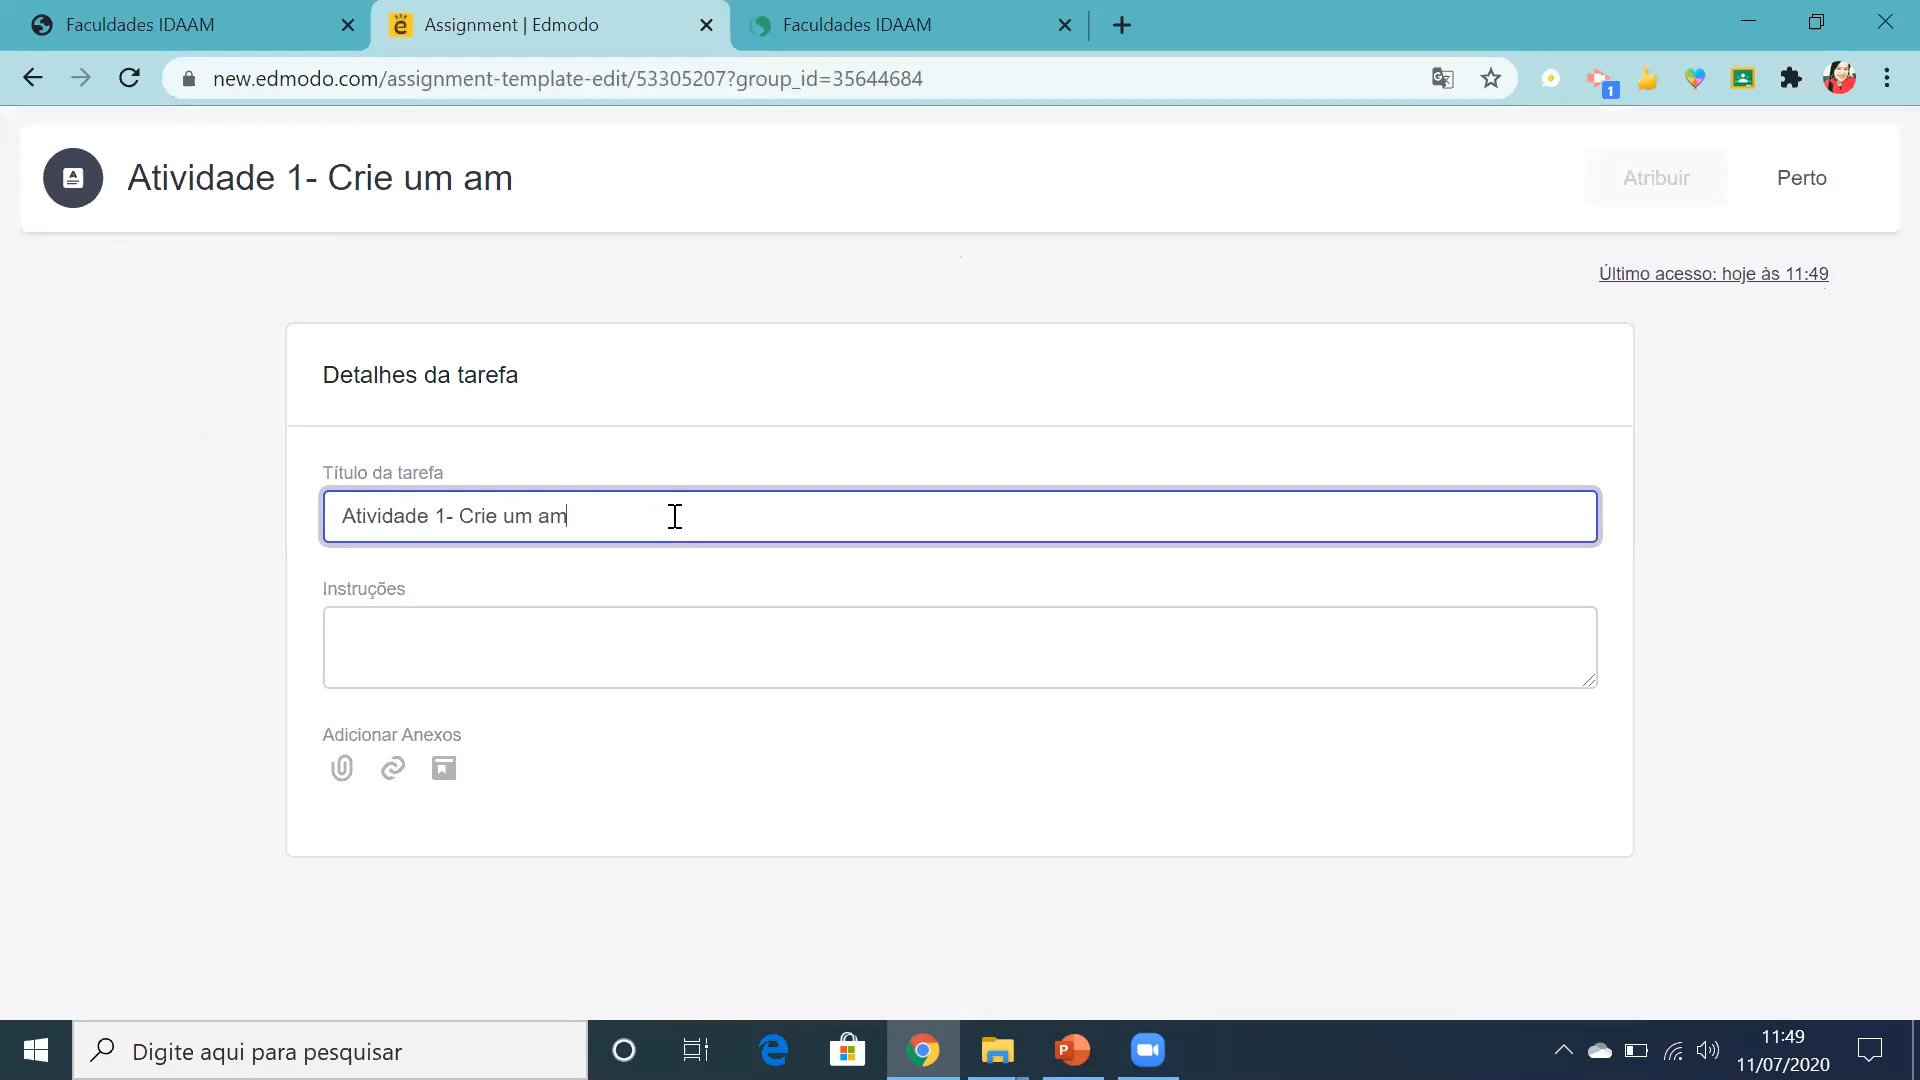 Faculdades IDAAM
Assignment | Edmodo
Faculdades IDAAM
new.edmodo.com/assignment-template-edit/53305207?group_id=35644684
1
Atividade 1- Crie um am
Atribuir
Perto
Último acesso: hoje às 11:49
Detalhes da tarefa
Título da tarefa
Atividade 1- Crie um am
Instruções
Adicionar Anexos
Digite aqui para pesquisar
11:49
11/07/2020